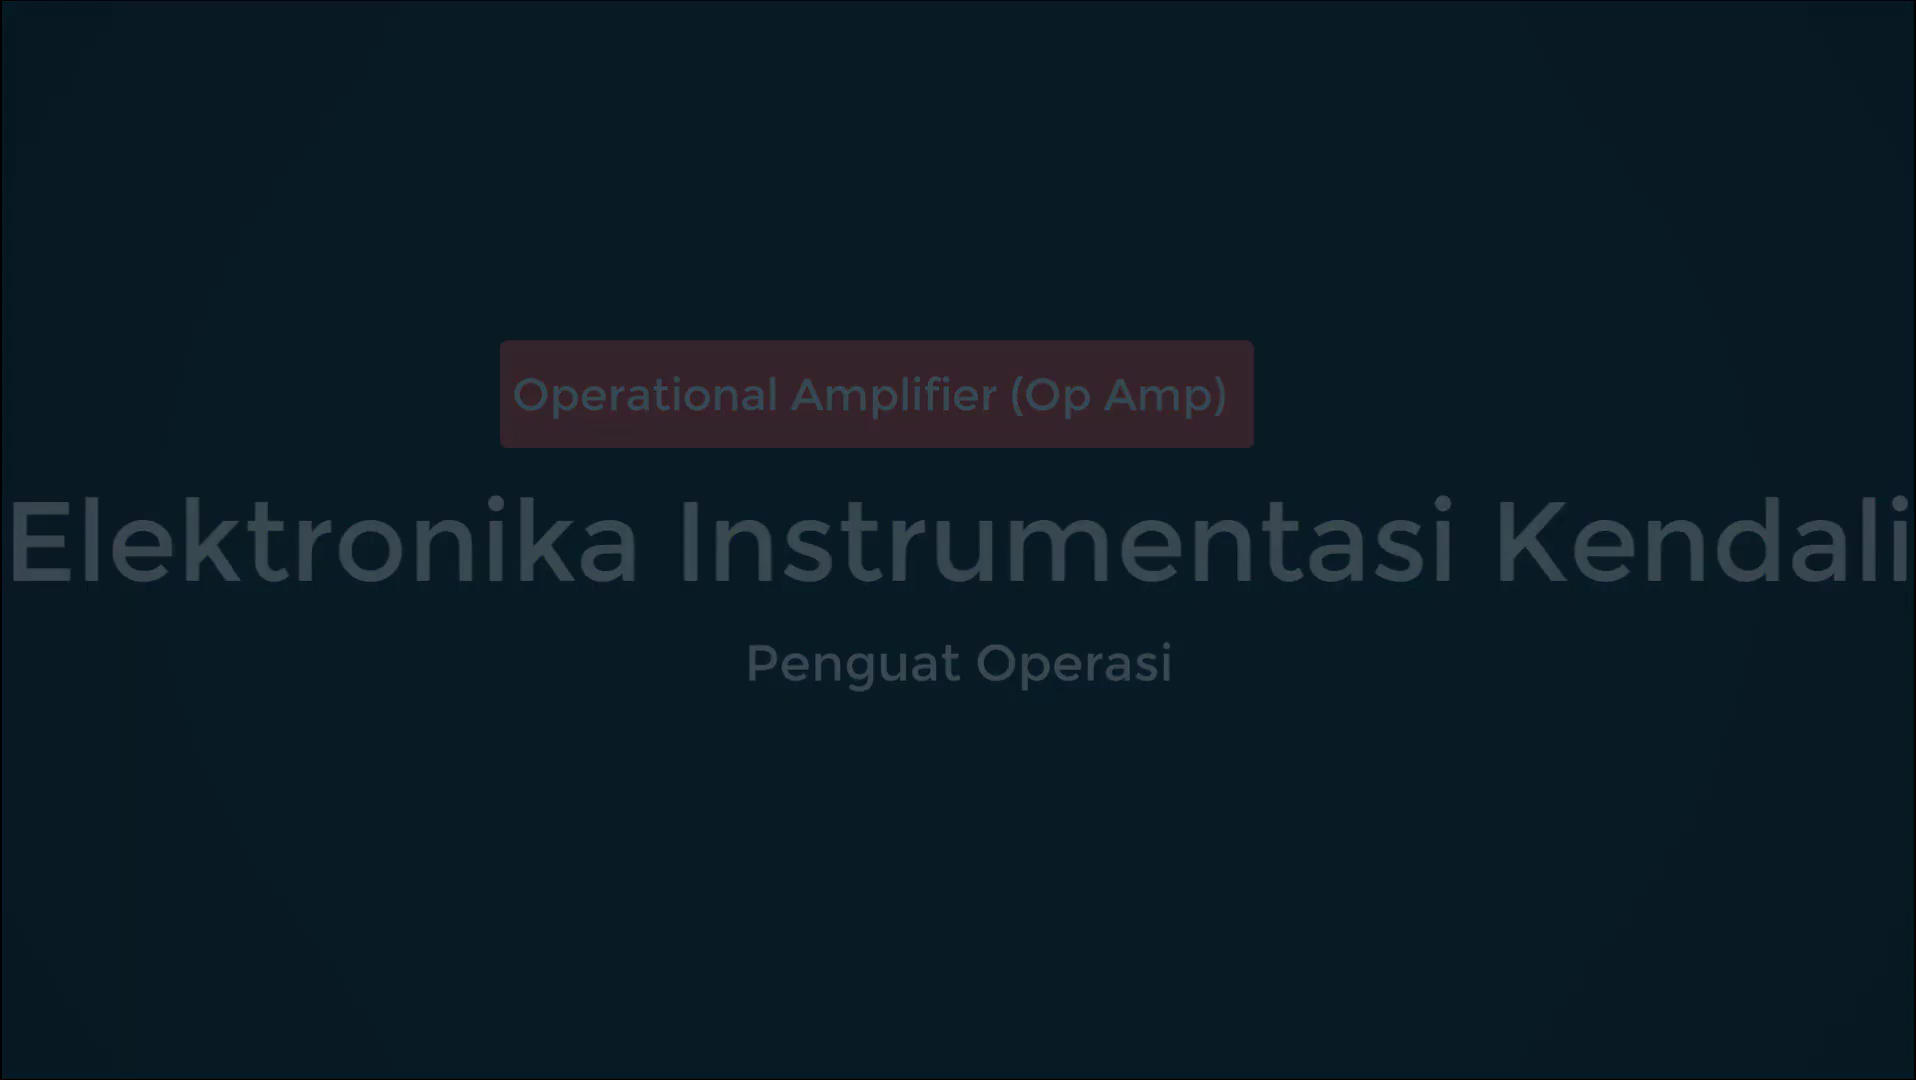 Operational Amplifier (Op Amp)
Elektronika Instrumentasi Kendali
Penguat Operasi